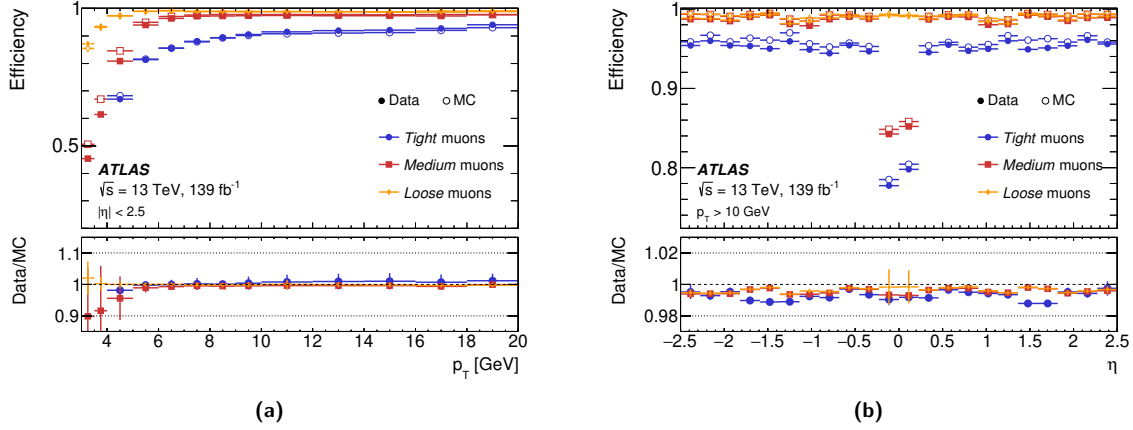 Efficiency
1
0.5
Data MC
Tight muons
Medium muons
Loose muons
ATLAS
√s = 13 TeV, 139 fb⁻¹
|η| < 2.5
Data/MC
1.1
1
0.9
4 6 8 10 12 14 16 18 20
p_T [GeV]
(a)
Efficiency
1
0.9
0.8
Data MC
Tight muons
Medium muons
Loose muons
ATLAS
√s = 13 TeV, 139 fb⁻¹
p_T > 10 GeV
Data/MC
1.02
1
0.98
−2.5 −2 −1.5 −1 −0.5 0 0.5 1 1.5 2 2.5
η
(b)